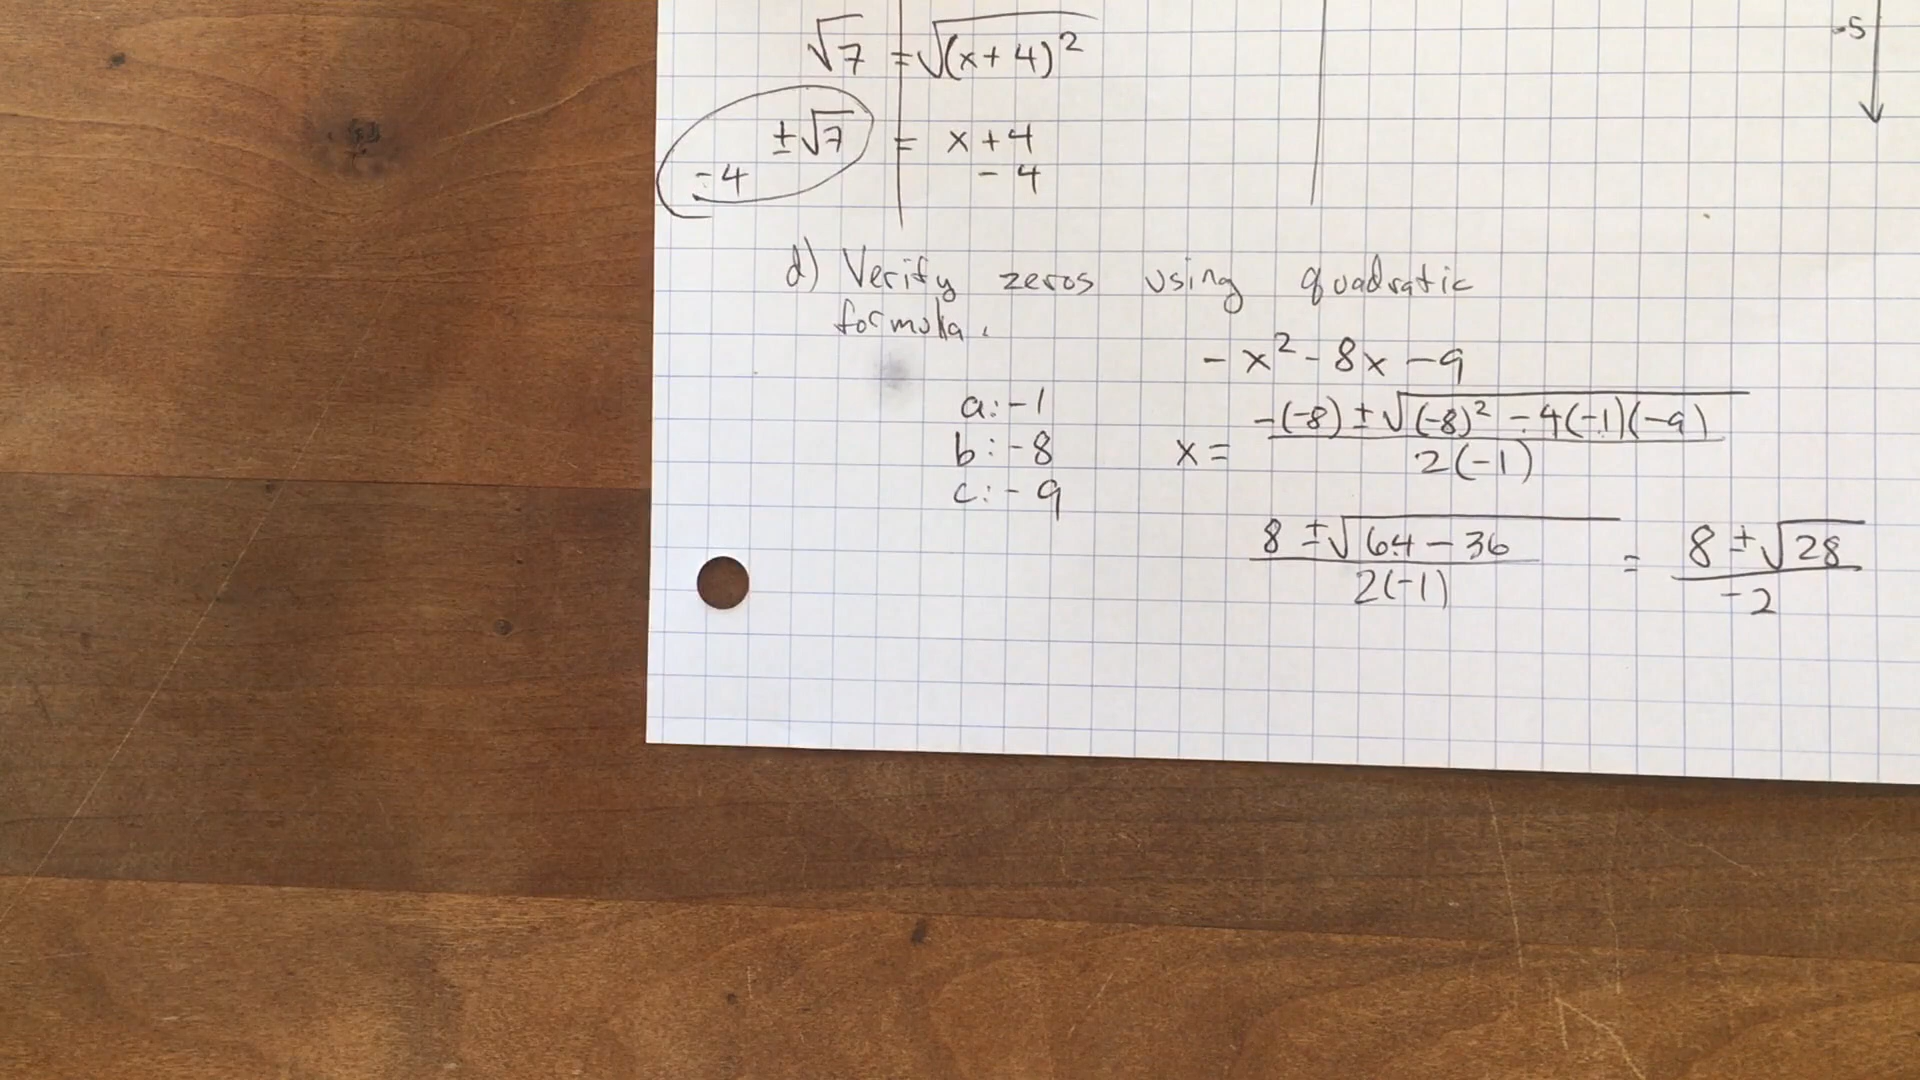 √7 = √(x+4)²
-5
±√7 = x+4
-4 -4
d) Verify zeros using quadratic
formula.
-x²-8x-9
a:-1
b:-8
c:-9
x = (-(-8) ± √((-8)² - 4(-1)(-9))) / 2(-1)
(8 ± √(64-36)) / 2(-1) = (8 ± √28) / -2